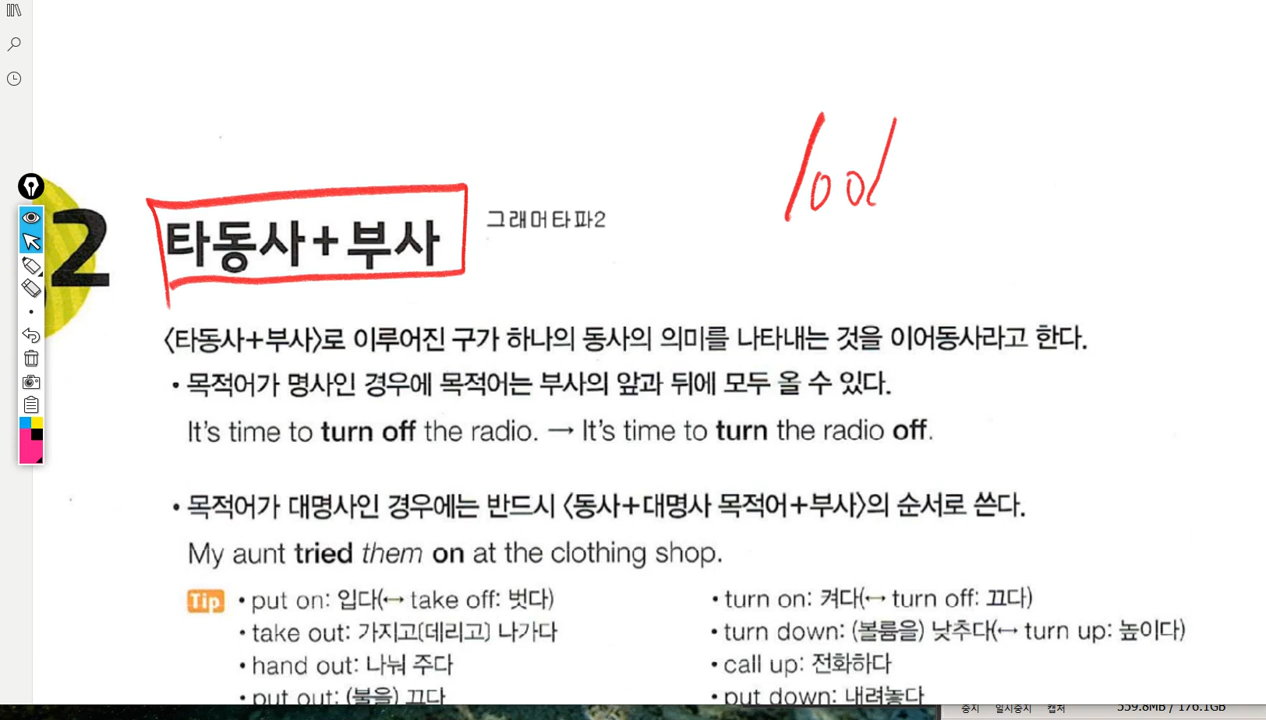 2
타동사+부사
그래머타파2
〈타동사+부사〉로 이루어진 구가 하나의 동사의 의미를 나타내는 것을 이어동사라고 한다.
• 목적어가 명사인 경우에 목적어는 부사의 앞과 뒤에 모두 올 수 있다.
It's time to turn off the radio. → It's time to turn the radio off.
• 목적어가 대명사인 경우에는 반드시 〈동사+대명사 목적어+부사〉의 순서로 쓴다.
My aunt tried them on at the clothing shop.
Tip • put on: 입다(↔ take off: 벗다)
• take out: 가지고[데리고] 나가다
• hand out: 나눠 주다
• put out: (불을) 끄다
• turn on: 켜다(↔ turn off: 끄다)
• turn down: (볼륨을) 낮추다(↔ turn up: 높이다)
• call up: 전화하다
• put down: 내려놓다
중지 일시중지 캡처 559.8MB / 176.1GB